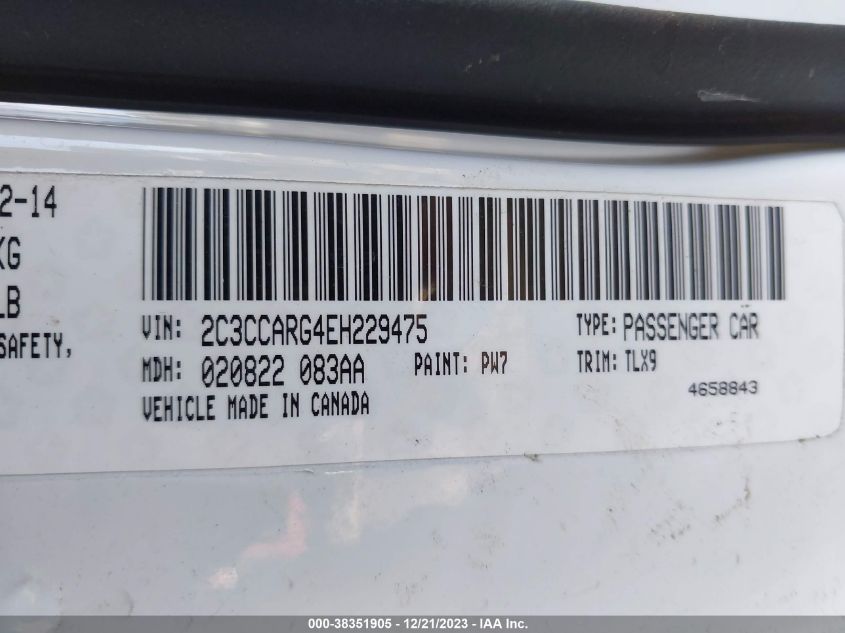 2-14
KG
LB
SAFETY,
VIN: 2C3CCARG4EH229475
TYPE: PASSENGER CAR
MDH: 020822 083AA
PAINT: PW7
TRIM: TLX9
VEHICLE MADE IN CANADA
4658843
000-38351905 - 12/21/2023 - IAA Inc.